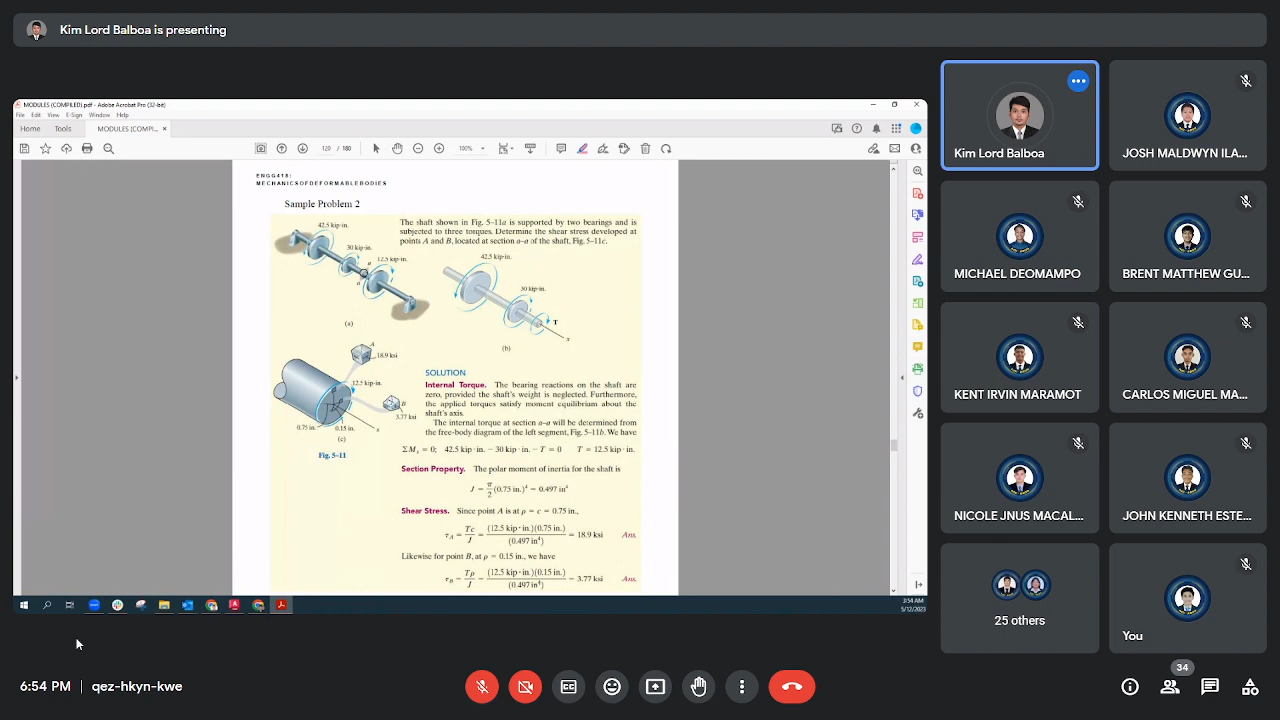 Kim Lord Balboa is presenting
MODULES (COMPILED).pdf - Adobe Acrobat Pro (32-bit)
File Edit View E-Sign Window Help
Home Tools MODULES (COMPI...
120 / 180 100%
ENGG418:
MECHANICSOFDEFORMABLEBODIES
Sample Problem 2
42.5 kip·in.
30 kip·in.
12.5 kip·in.
a
a
(a)
The shaft shown in Fig. 5–11a is supported by two bearings and is
subjected to three torques. Determine the shear stress developed at
points A and B, located at section a–a of the shaft, Fig. 5–11c.
42.5 kip·in.
30 kip·in.
T
x
(b)
A
18.9 ksi
12.5 kip·in.
B
3.77 ksi
0.75 in.
0.15 in.
x
(c)
Fig. 5–11
SOLUTION
Internal Torque. The bearing reactions on the shaft are
zero, provided the shaft's weight is neglected. Furthermore,
the applied torques satisfy moment equilibrium about the
shaft's axis.
The internal torque at section a–a will be determined from
the free-body diagram of the left segment, Fig. 5–11b. We have
ΣMx = 0; 42.5 kip·in. − 30 kip·in. − T = 0 T = 12.5 kip·in.
Section Property. The polar moment of inertia for the shaft is
J = π/2 (0.75 in.)⁴ = 0.497 in⁴
Shear Stress. Since point A is at ρ = c = 0.75 in.,
τA = Tc/J = (12.5 kip·in.)(0.75 in.)/(0.497 in⁴) = 18.9 ksi Ans.
Likewise for point B, at ρ = 0.15 in., we have
τB = Tρ/J = (12.5 kip·in.)(0.15 in.)/(0.497 in⁴) = 3.77 ksi Ans.
3:54 AM
5/12/2023
Kim Lord Balboa
JOSH MALDWYN ILA...
MICHAEL DEOMAMPO
BRENT MATTHEW GU...
KENT IRVIN MARAMOT
CARLOS MIGUEL PAN...
NICOLE JNUS MACAL...
JOHN KENNETH ESTE...
25 others
You
6:54 PM qez-hkyn-kwe
34